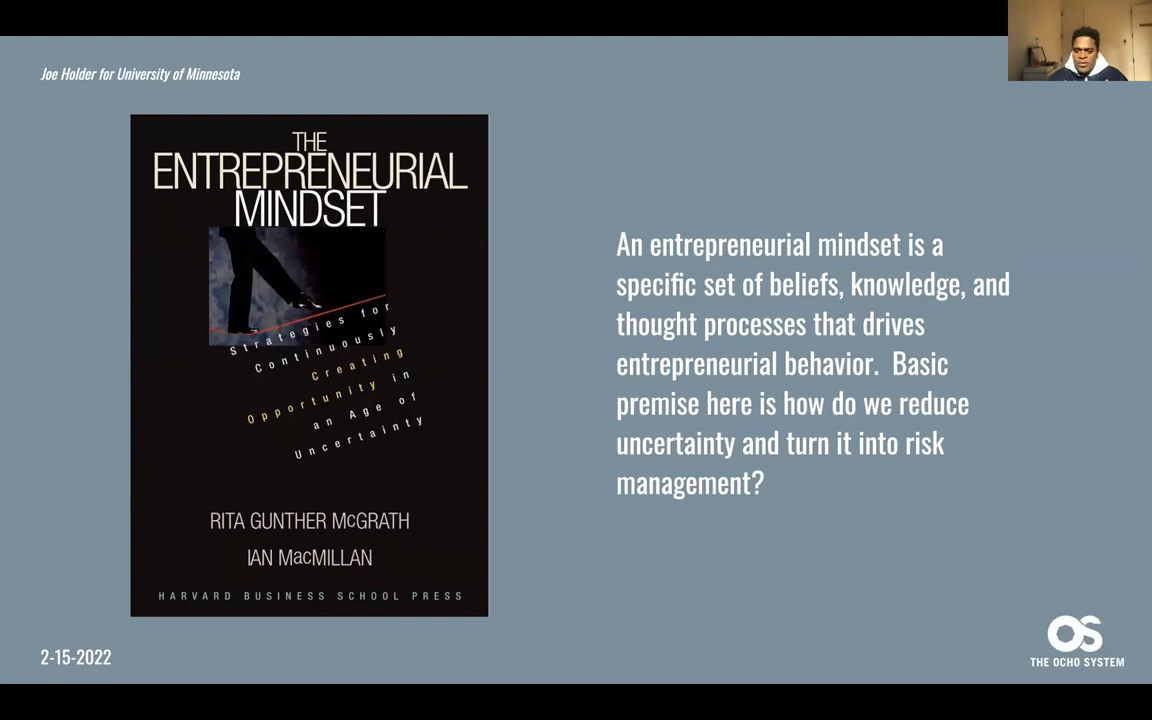 Joe Holder for University of Minnesota
THE
ENTREPRENEURIAL
MINDSET
Strategies for
Continuously
Creating
Opportunity in
an Age of
Uncertainty
RITA GUNTHER McGRATH
IAN MacMILLAN
HARVARD BUSINESS SCHOOL PRESS
An entrepreneurial mindset is a
specific set of beliefs, knowledge, and
thought processes that drives
entrepreneurial behavior.  Basic
premise here is how do we reduce
uncertainty and turn it into risk
management?
2-15-2022
OS
THE OCHO SYSTEM